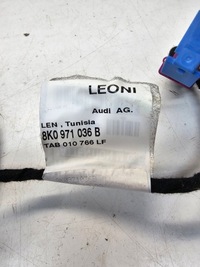 LEONI
Audi AG.
LEN , Tunisia
8K0 971 036 B
TAB 010 766 LF